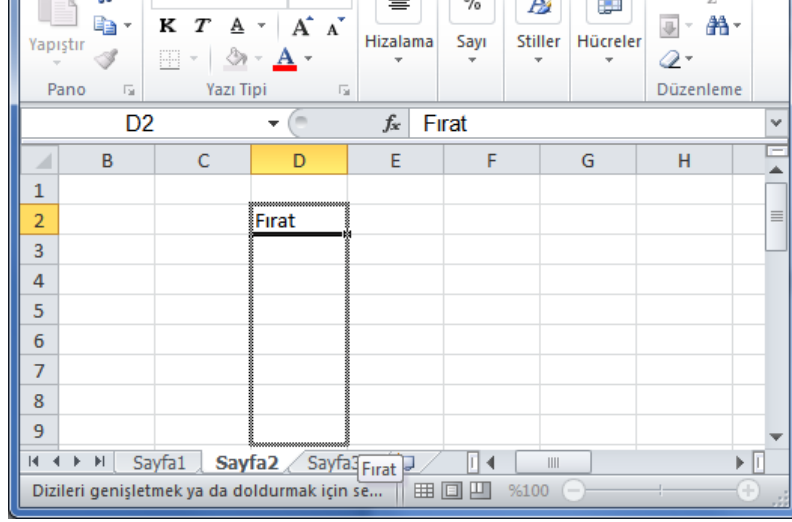 %
Yapıştır
K T A A A
A
Hizalama Sayı Stiller Hücreler
Pano Yazı Tipi Düzenleme
D2 fx Fırat
B C D E F G H
1
2 Fırat
3
4
5
6
7
8
9
Sayfa1 Sayfa2 Sayfa3
Fırat
Dizileri genişletmek ya da doldurmak için se... %100